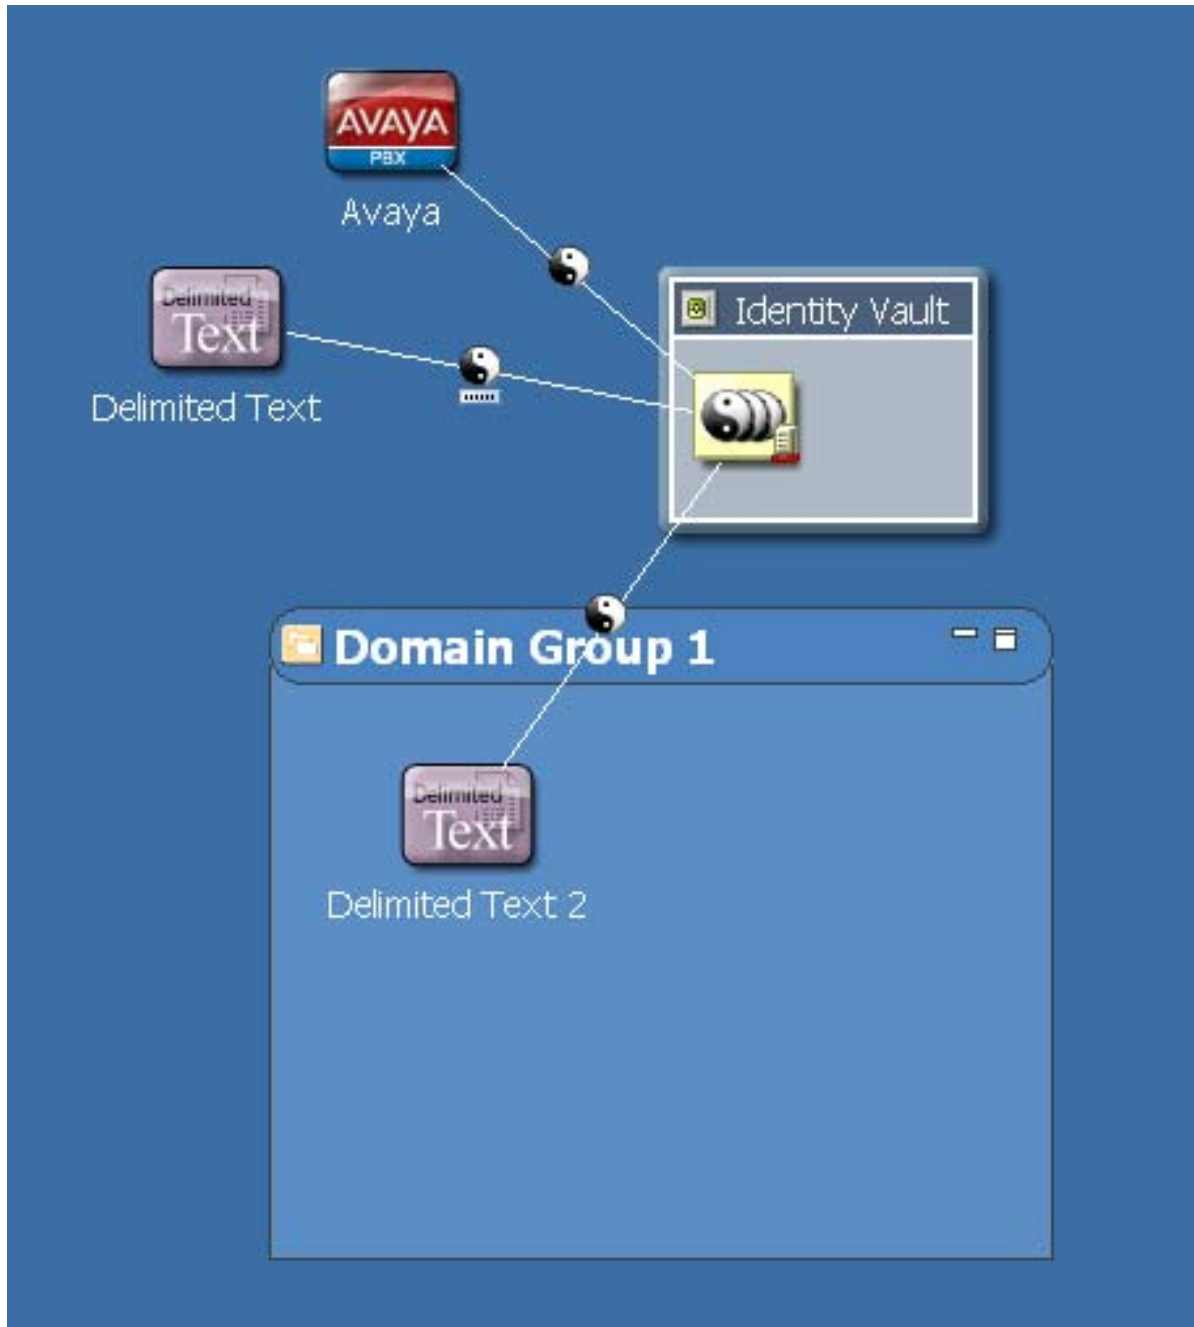 AVAYA
PBX
Avaya
Delimited
Text
Delimited Text
Identity Vault
Domain Group 1
Delimited
Text
Delimited Text 2